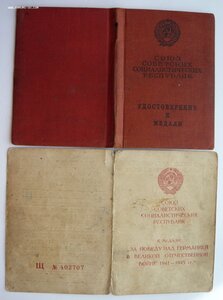 СОЮЗ
СОВЕТСКИХ
СОЦИАЛИСТИЧЕСКИХ
РЕСПУБЛИК
УДОСТОВЕРЕНИЕ
К
МЕДАЛИ
СОЮЗ
СОВЕТСКИХ
СОЦИАЛИСТИЧЕСКИХ
РЕСПУБЛИК
К МЕДАЛИ
„ЗА ПОБЕДУ НАД ГЕРМАНИЕЙ
В ВЕЛИКОЙ ОТЕЧЕСТВЕННОЙ
ВОЙНЕ 1941—1945 гг."
Щ № 402707